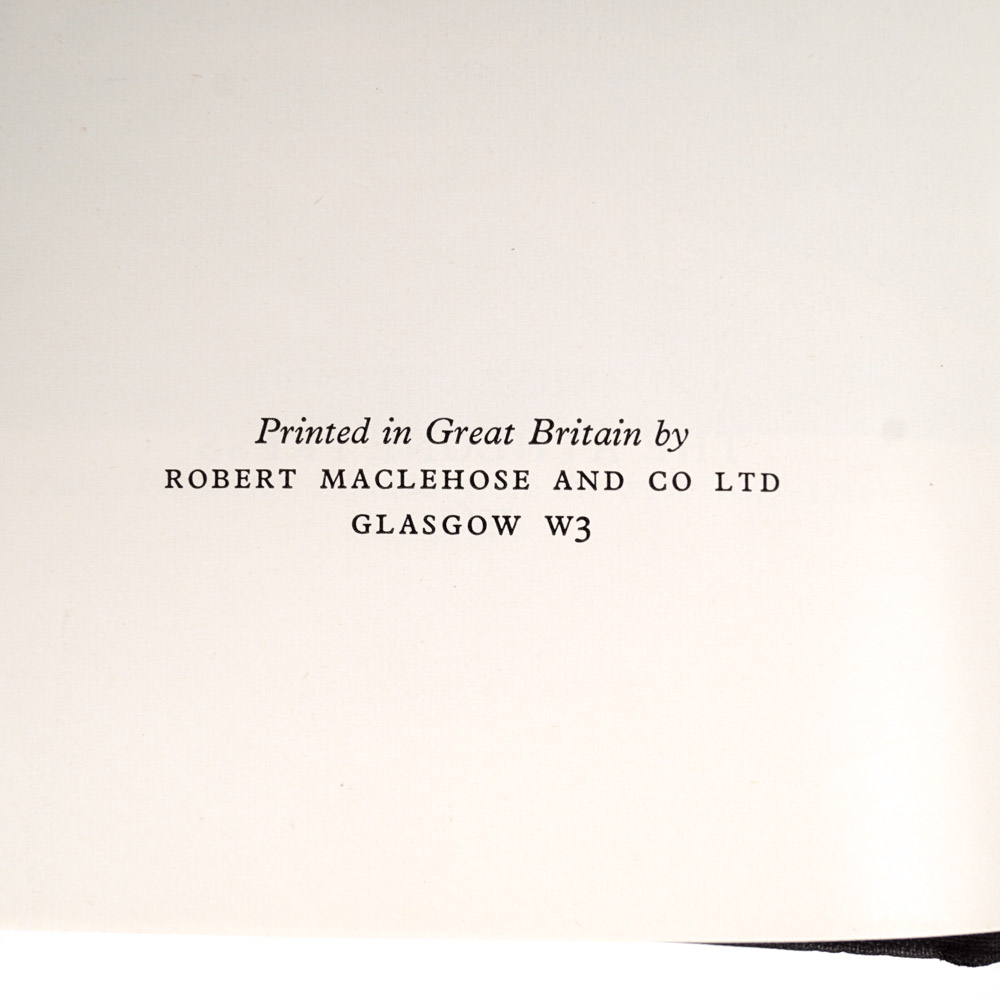 Printed in Great Britain by
ROBERT MACLEHOSE AND CO LTD
GLASGOW W3